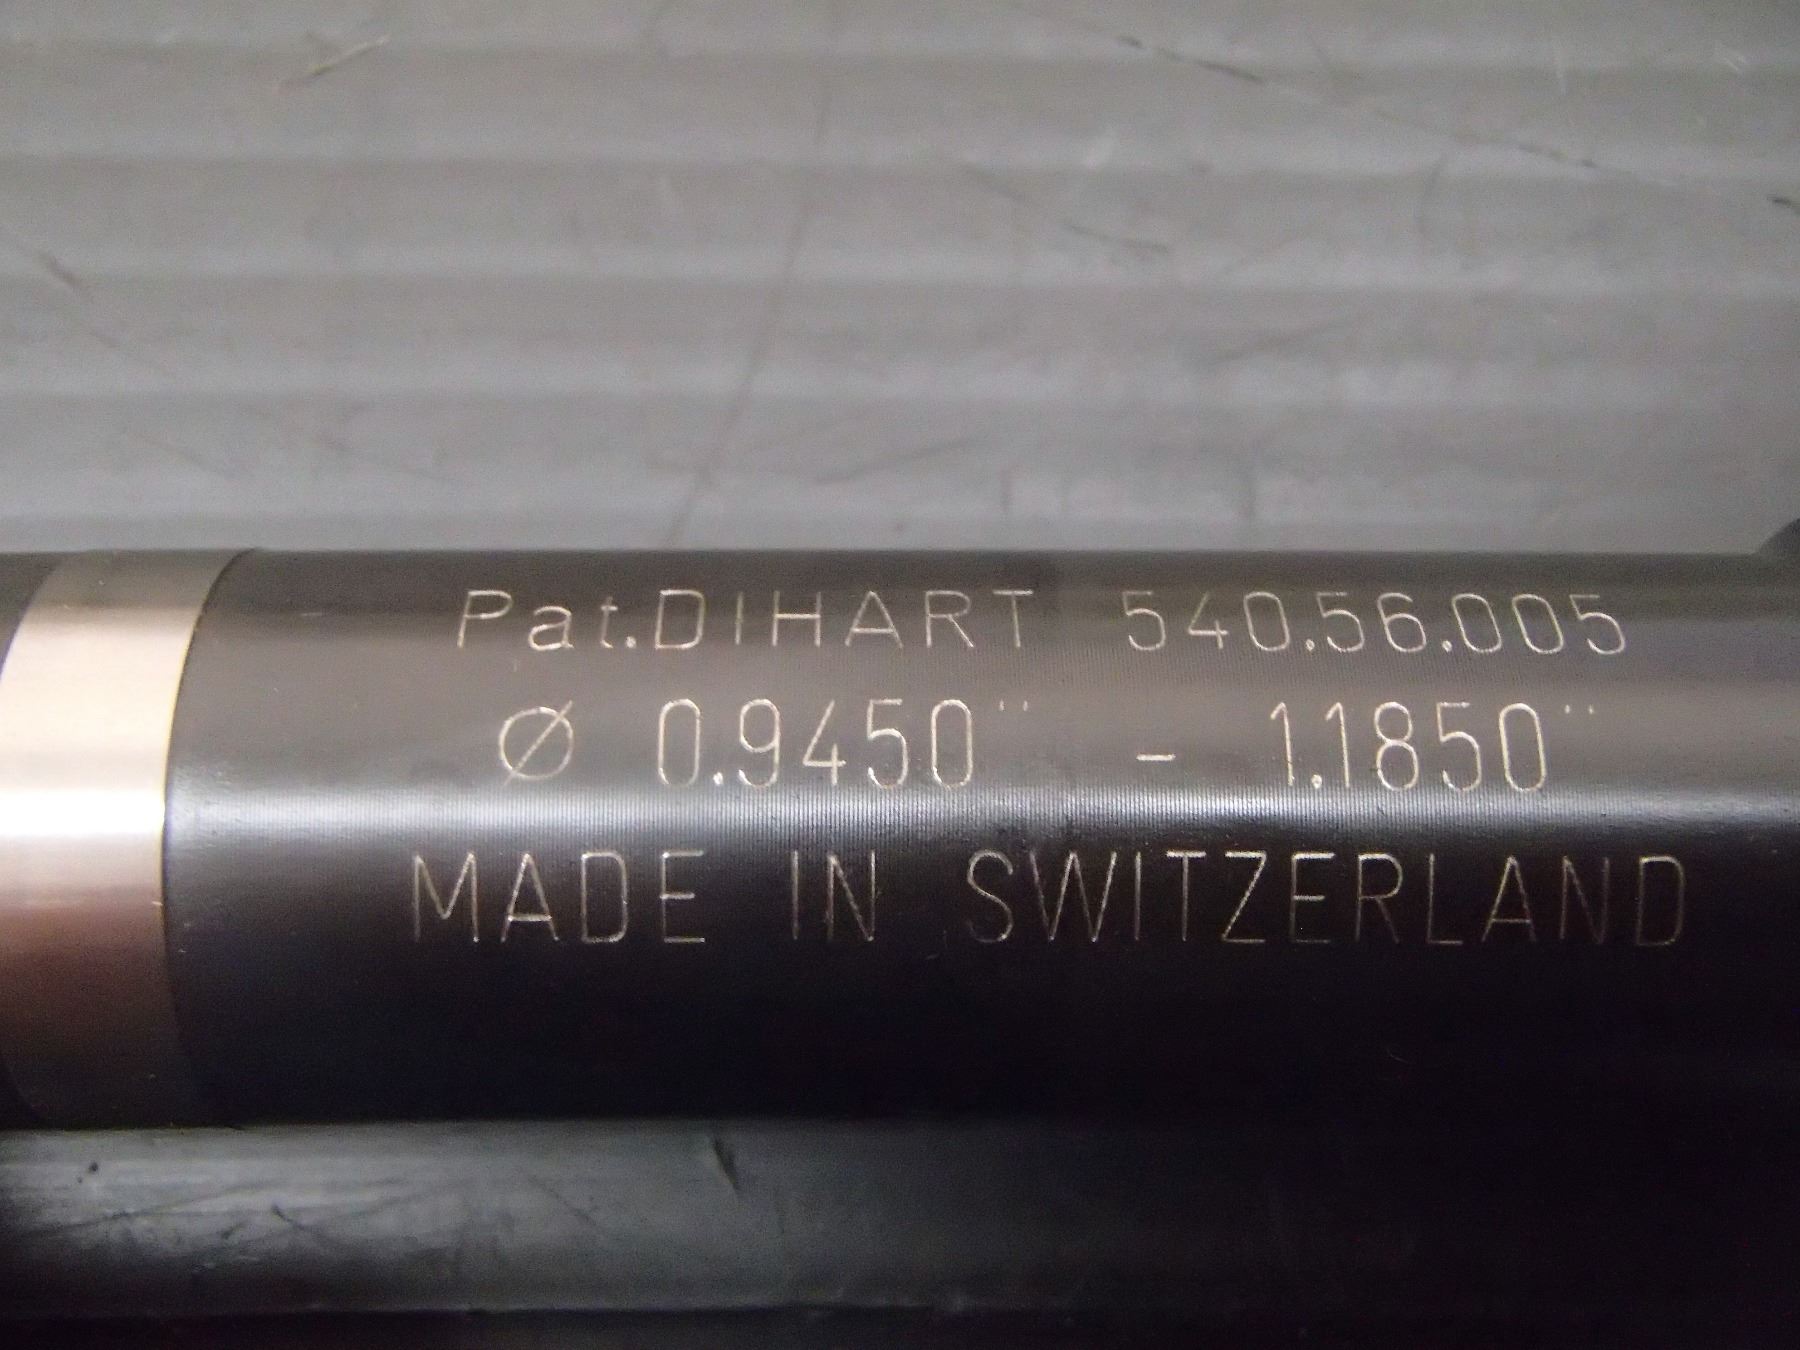 Pat.DIHART 540.56.005
Ø 0.9450" - 1.1850"
MADE IN SWITZERLAND